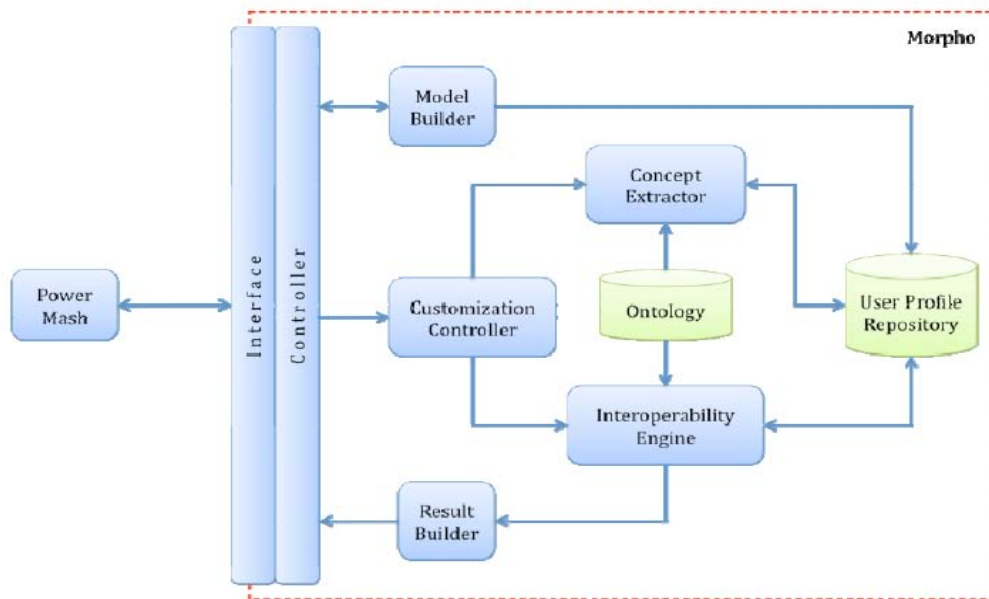 Morpho
Model
Builder
Concept
Extractor
Interface
Controller
Power
Mash
Customization
Controller
Ontology
User Profile
Repository
Interoperability
Engine
Result
Builder